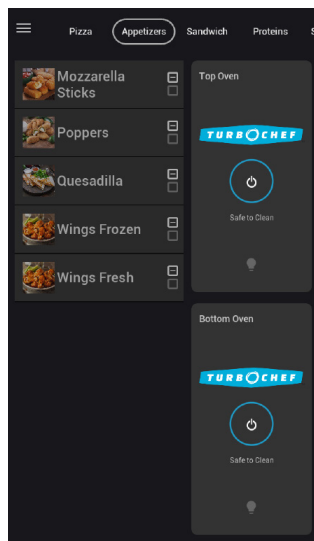 Pizza
Appetizers
Sandwich
Proteins
Mozzarella
Sticks
Poppers
Quesadilla
Wings Frozen
Wings Fresh
Top Oven
TURBOCHEF
Safe to Clean
Bottom Oven
TURBOCHEF
Safe to Clean